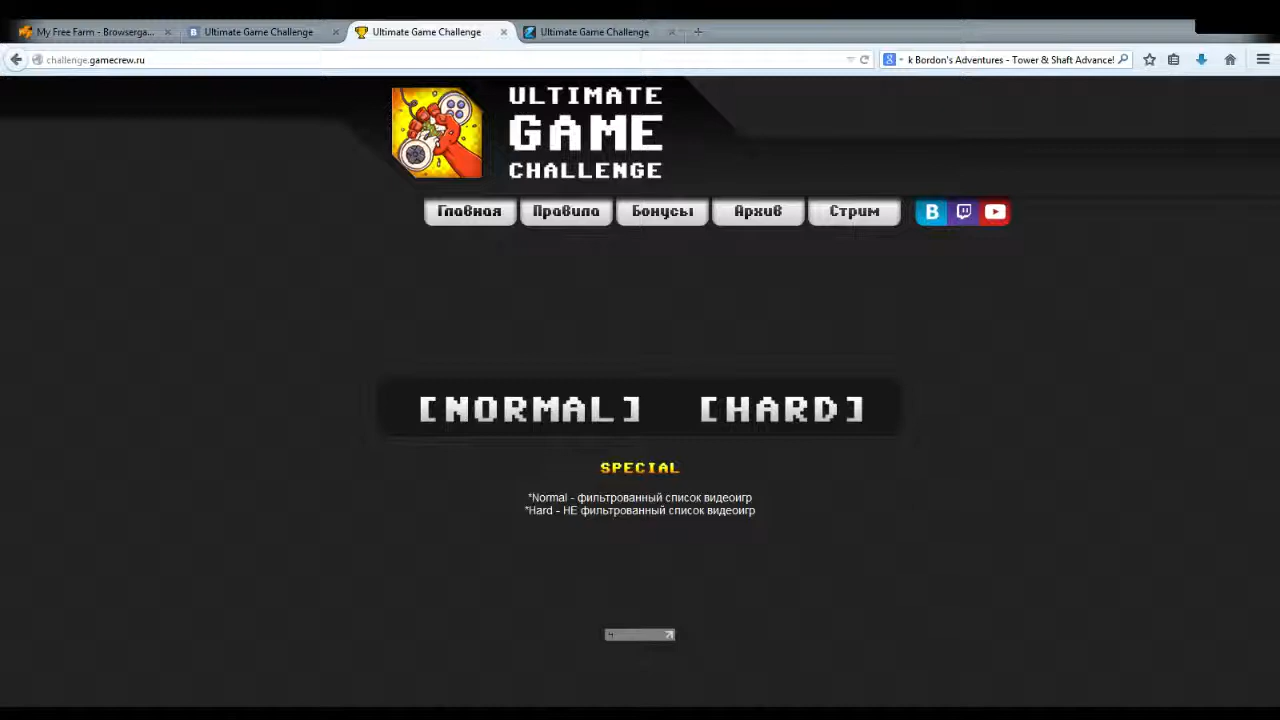 My Free Farm - Browserga...
Ultimate Game Challenge
Ultimate Game Challenge
Ultimate Game Challenge
challenge.gamecrew.ru
k Bordon's Adventures - Tower & Shaft Advance!
ULTIMATE
GAME
CHALLENGE
Главная
Правила
Бонусы
Архив
Стрим
[NORMAL] [HARD]
SPECIAL
*Normal - фильтрованный список видеоигр
*Hard - НЕ фильтрованный список видеоигр